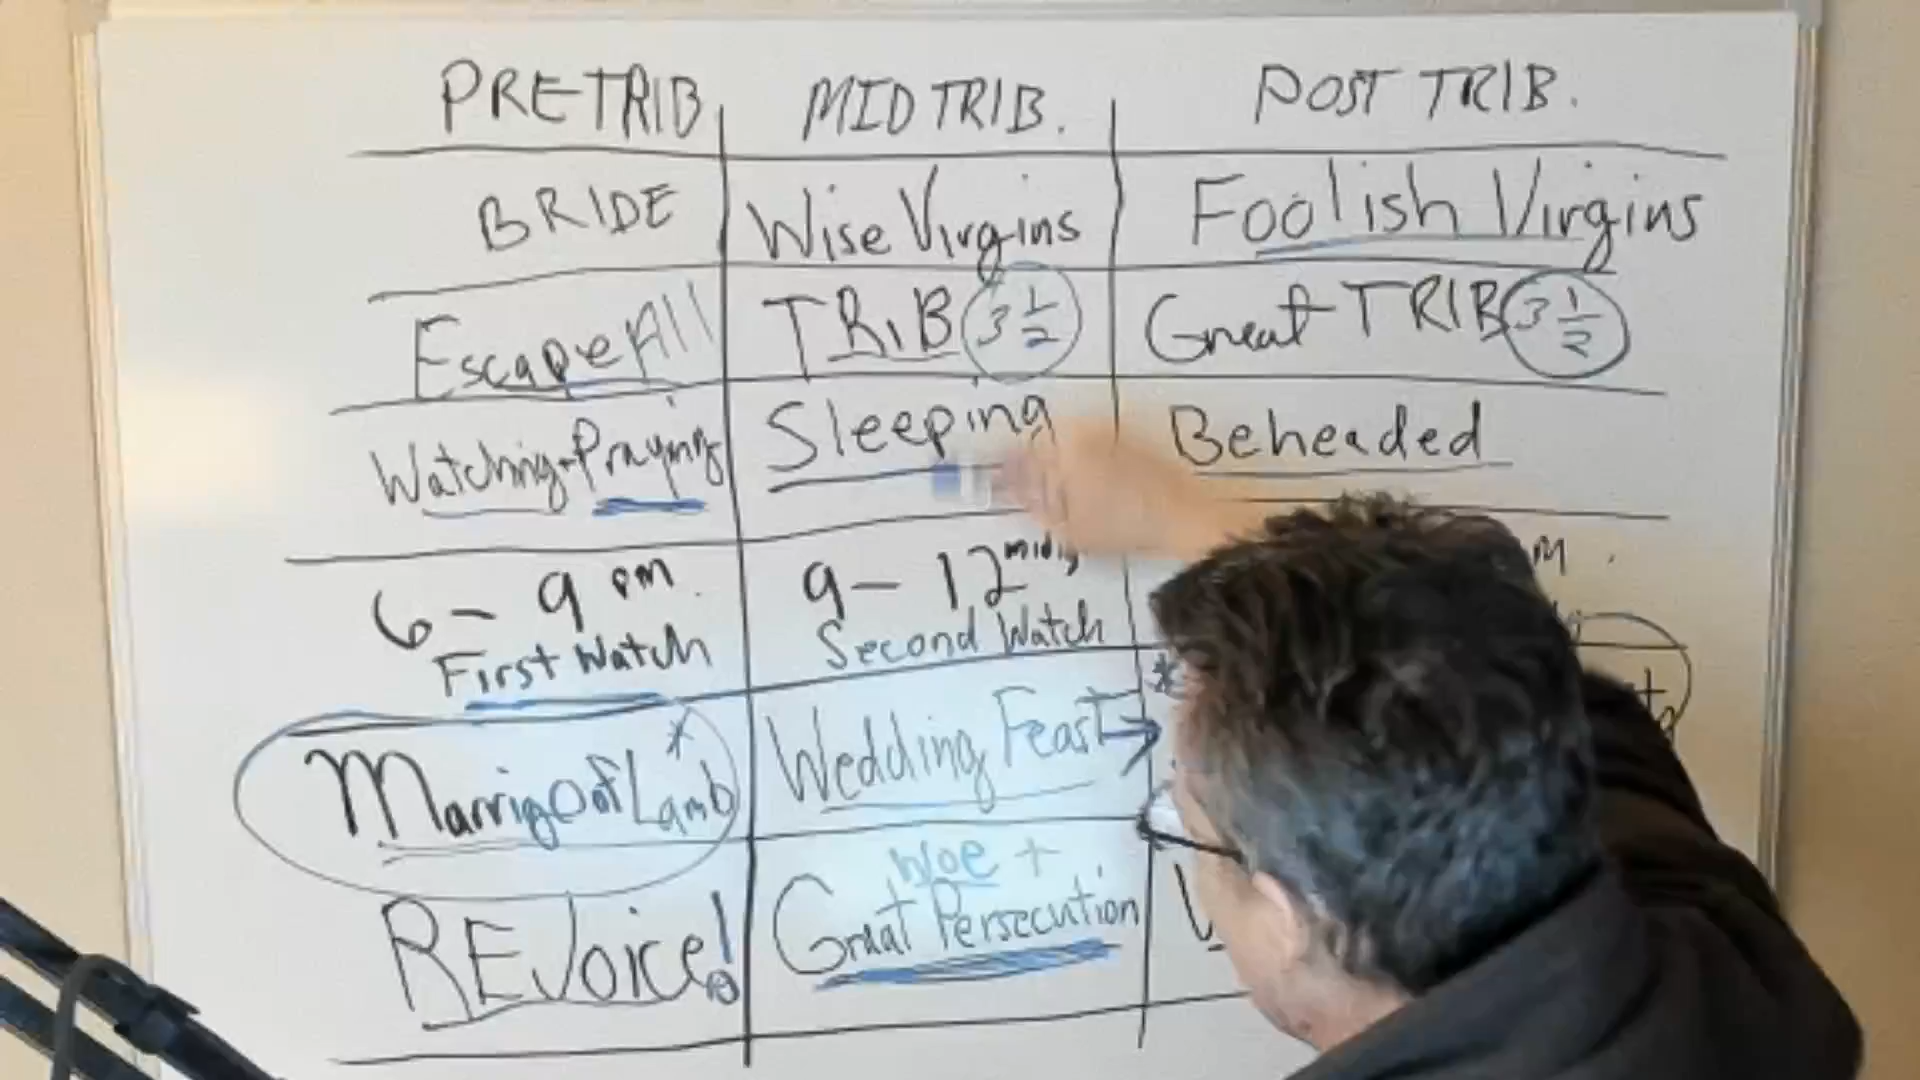 PRETRIB MID TRIB. POST TRIB.
BRIDE Wise Virgins Foolish Virgins
Escape All TRIB 3 1/2 Great TRIB 3 1/2
Watching + Praying Sleeping Beheaded
6 - 9 pm. 9 - 12
First Watch Second Watch
Marrige Of Lamb * Wedding Feast → *
woe +
REJoice! Great Persecution